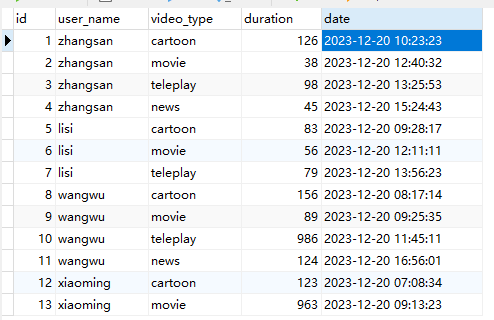 id user_name video_type duration date
1 zhangsan cartoon 126 2023-12-20 10:23:23
2 zhangsan movie 38 2023-12-20 12:40:32
3 zhangsan teleplay 98 2023-12-20 13:25:53
4 zhangsan news 45 2023-12-20 15:24:43
5 lisi cartoon 83 2023-12-20 09:28:17
6 lisi movie 56 2023-12-20 12:11:11
7 lisi teleplay 79 2023-12-20 13:56:23
8 wangwu cartoon 156 2023-12-20 08:17:14
9 wangwu movie 89 2023-12-20 09:25:35
10 wangwu teleplay 986 2023-12-20 11:45:11
11 wangwu news 124 2023-12-20 16:56:01
12 xiaoming cartoon 123 2023-12-20 07:08:34
13 xiaoming movie 963 2023-12-20 09:13:23